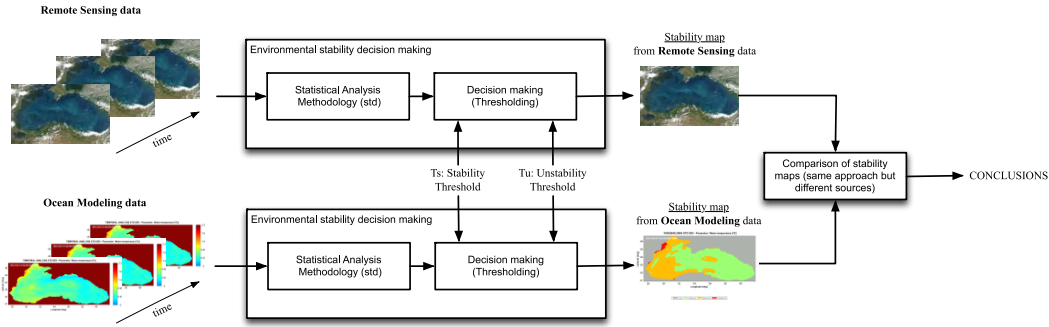 Remote Sensing data
time
Environmental stability decision making
Statistical Analysis
Methodology (std)
Decision making
(Thresholding)
Stability map
from Remote Sensing data
Ts: Stability
Threshold
Tu: Unstability
Threshold
Comparison of stability
maps (same approach but
different sources)
CONCLUSIONS
Ocean Modeling data
time
Environmental stability decision making
Statistical Analysis
Methodology (std)
Decision making
(Thresholding)
Stability map
from Ocean Modeling data